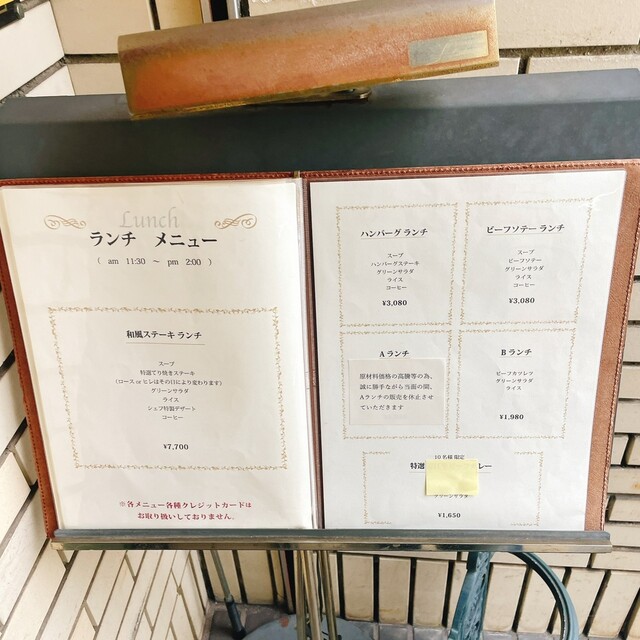 Lunch
ランチ メニュー
( am 11:30 ～ pm 2:00 )
和風ステーキ ランチ
スープ
特選てり焼きステーキ
(ロース or ヒレはその日により変わります)
グリーンサラダ
ライス
シェフ特製デザート
コーヒー
¥7,700
※各メニュー各種クレジットカードは
お取り扱いしておりません。
ハンバーグ ランチ
スープ
ハンバーグステーキ
グリーンサラダ
ライス
コーヒー
¥3,080
ビーフソテー ランチ
スープ
ビーフソテー
グリーンサラダ
ライス
コーヒー
¥3,080
A ランチ
原材料価格の高騰等の為、
誠に勝手ながら当面の間、
Aランチの販売を休止させ
ていただきます
B ランチ
ビーフカツレツ
グリーンサラダ
ライス
¥1,980
10名様 限定
特選 レー
グリーンサラダ
¥1,650